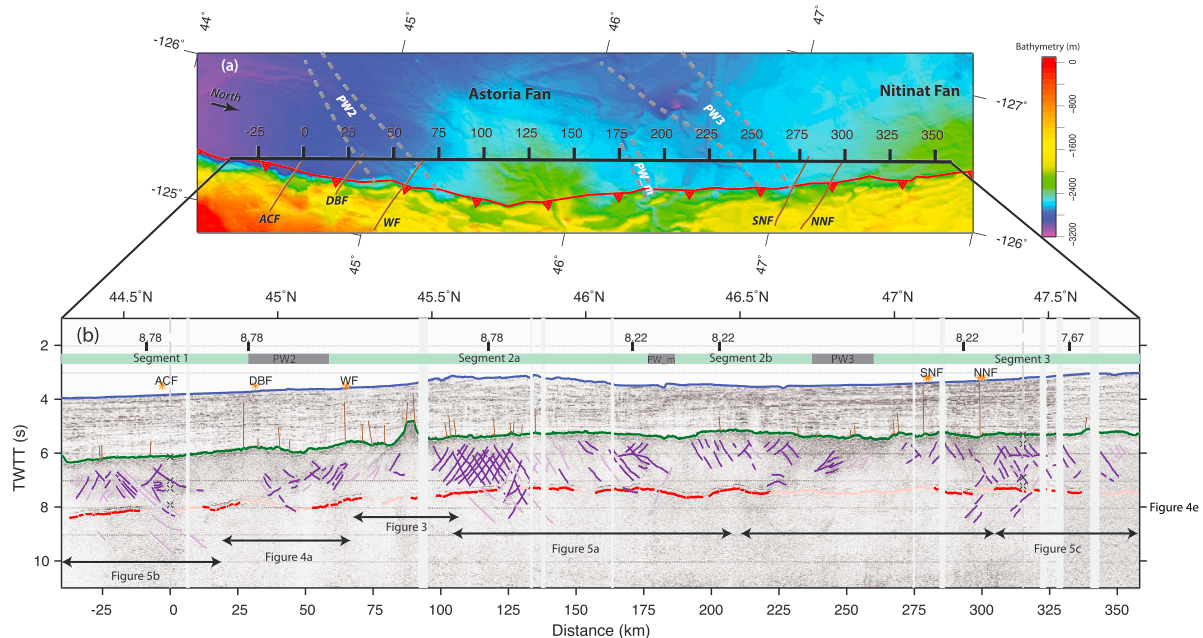 44° 45° 46° 47°
-126°
(a)
North
PW2
Astoria Fan
PW3
Nitinat Fan
-127°
-25 0 25 50 75 100 125 150 175 200 225 250 275 300 325 350
-125°
ACF
DBF
WF
PW_m
SNF
NNF
-126°
45° 46° 47°
Bathymetry (m)
0
-800
-1600
-2400
-3200
44.5°N 45°N 45.5°N 46°N 46.5°N 47°N 47.5°N
(b)
8,78 8,78 8,78 8,22 8,22 8,22 7,67
Segment 1 PW2 Segment 2a PW_m Segment 2b PW3 Segment 3
ACF DBF WF SNF NNF
TWTT (s)
2
4
6
8
10
Figure 3
Figure 4a
Figure 5a
Figure 5b
Figure 5c
Figure 4e
-25 0 25 50 75 100 125 150 175 200 225 250 275 300 325 350
Distance (km)